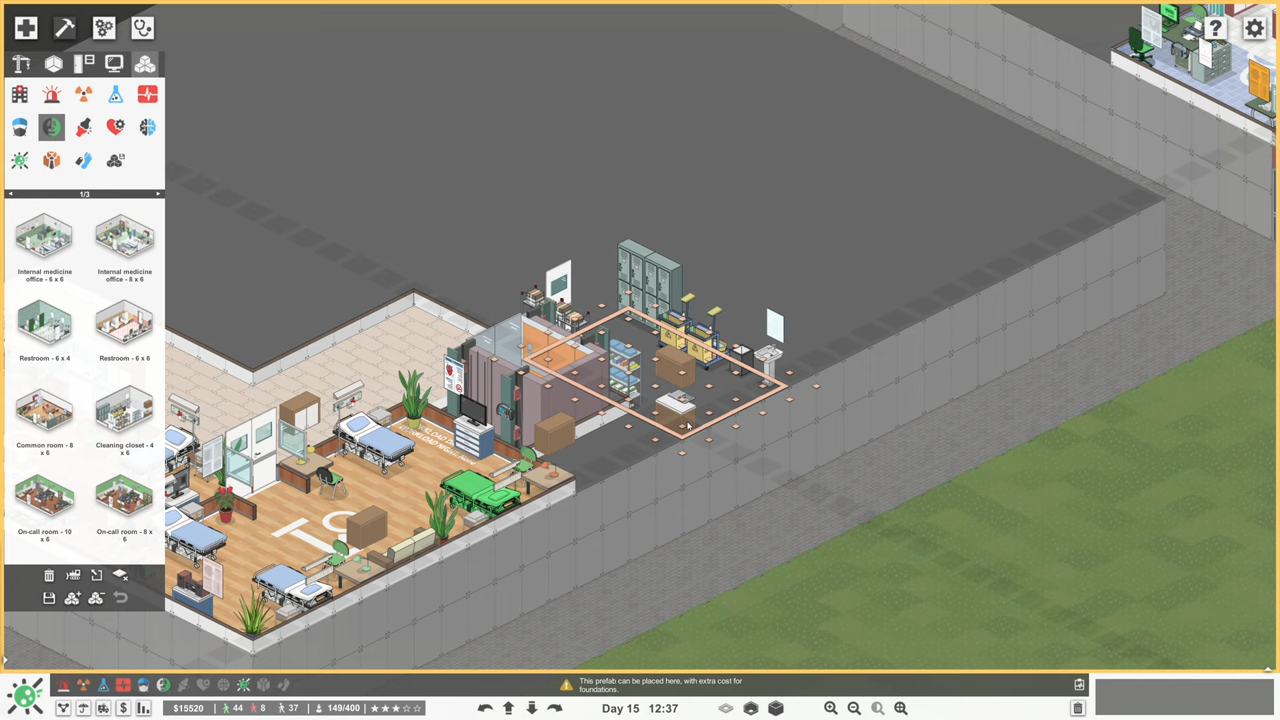 ?
1/3
Internal medicine
office - 6 x 6
Internal medicine
office - 8 x 6
Restroom - 6 x 4
Restroom - 6 x 6
Common room - 8
x 6
Cleaning closet - 4
x 6
On-call room - 10
x 6
On-call room - 8 x
6
This prefab can be placed here, with extra cost for
foundations.
$15520
44
8
37
149/400
Day 15 12:37